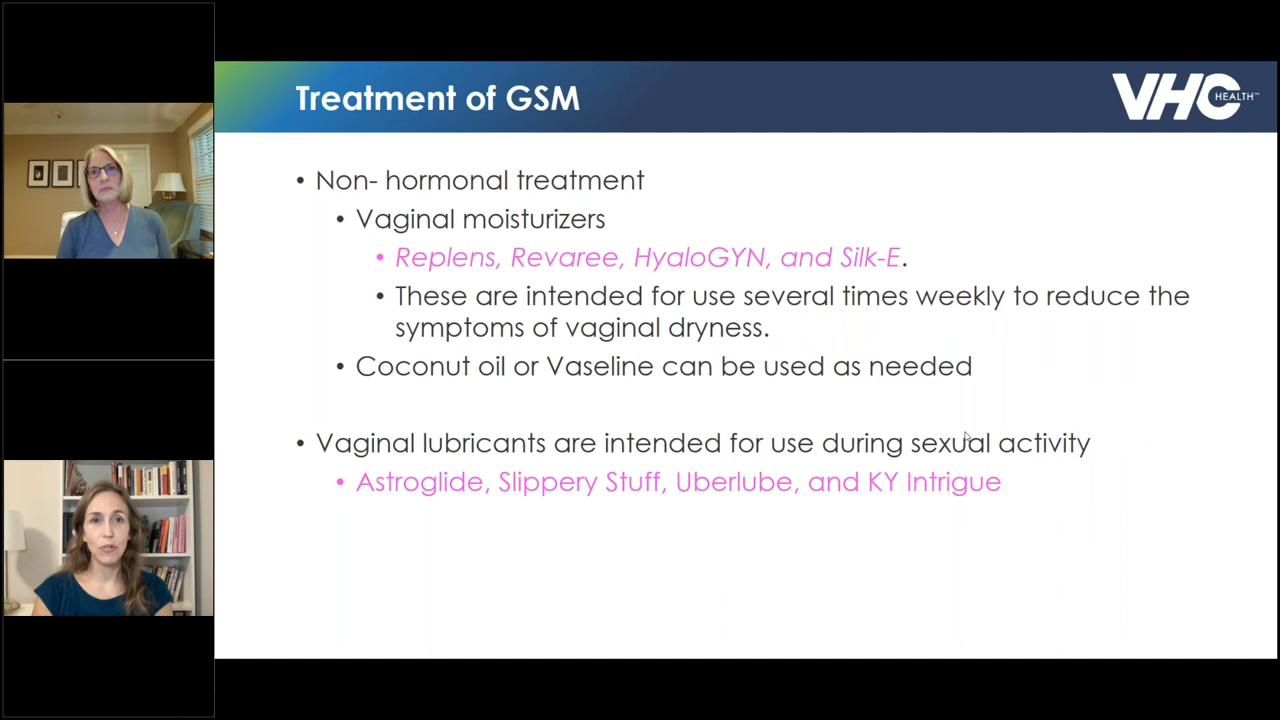 Treatment of GSM
VHC
HEALTH™
• Non- hormonal treatment
• Vaginal moisturizers
• Replens, Revaree, HyaloGYN, and Silk-E.
• These are intended for use several times weekly to reduce the
symptoms of vaginal dryness.
• Coconut oil or Vaseline can be used as needed
• Vaginal lubricants are intended for use during sexual activity
• Astroglide, Slippery Stuff, Uberlube, and KY Intrigue